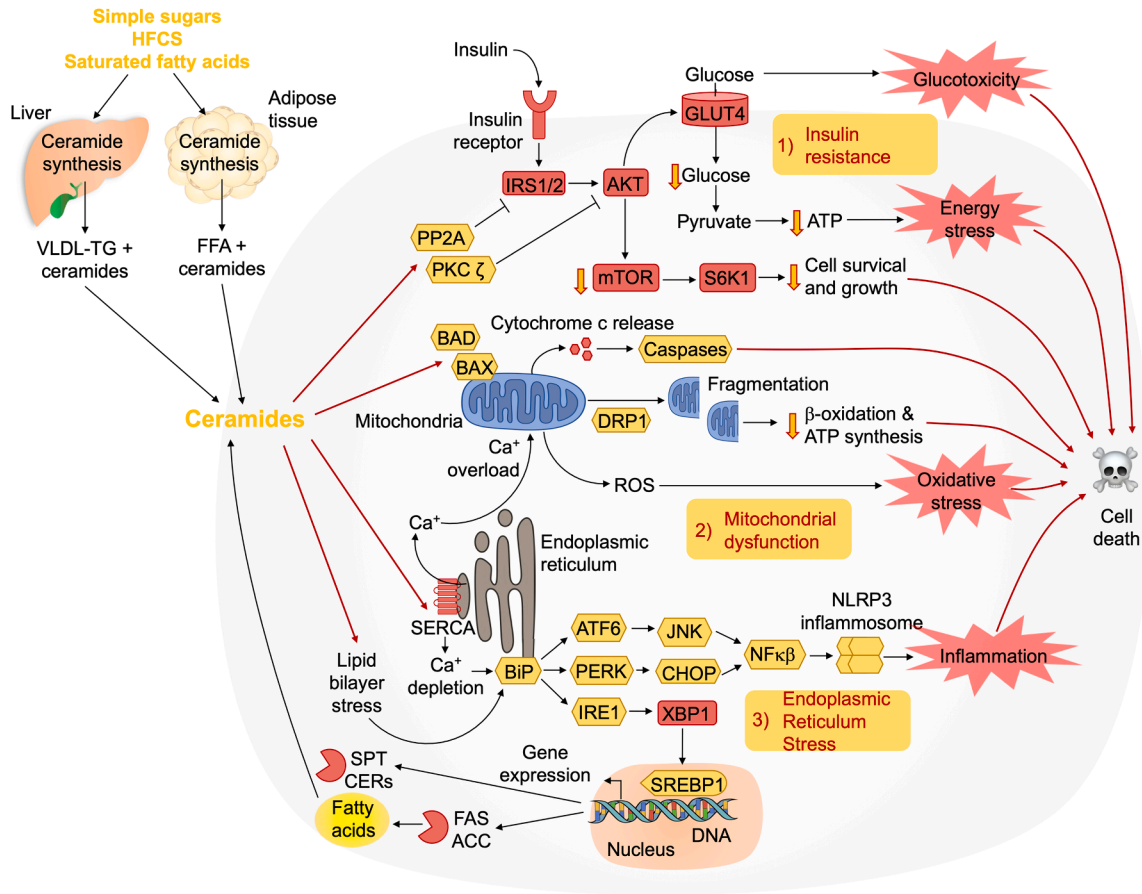 Simple sugars
HFCS
Saturated fatty acids
Liver
Adipose
tissue
Ceramide
synthesis
Ceramide
synthesis
VLDL-TG +
ceramides
FFA +
ceramides
Ceramides
Insulin
Insulin
receptor
IRS1/2
AKT
PP2A
PKC ζ
Glucose
GLUT4
Glucose
Pyruvate
ATP
mTOR
S6K1
Cell survical
and growth
Glucotoxicity
1) Insulin
resistance
Energy
stress
BAD
BAX
Cytochrome c release
Caspases
Mitochondria
DRP1
Fragmentation
β-oxidation &
ATP synthesis
Ca⁺
overload
ROS
Oxidative
stress
2) Mitochondrial
dysfunction
Cell
death
Ca⁺
Endoplasmic
reticulum
SERCA
Ca⁺
depletion
Lipid
bilayer
stress
BiP
ATF6
JNK
PERK
CHOP
IRE1
XBP1
NFκβ
NLRP3
inflammosome
Inflammation
3) Endoplasmic
Reticulum
Stress
Gene
expression
SREBP1
DNA
Nucleus
SPT
CERs
Fatty
acids
FAS
ACC